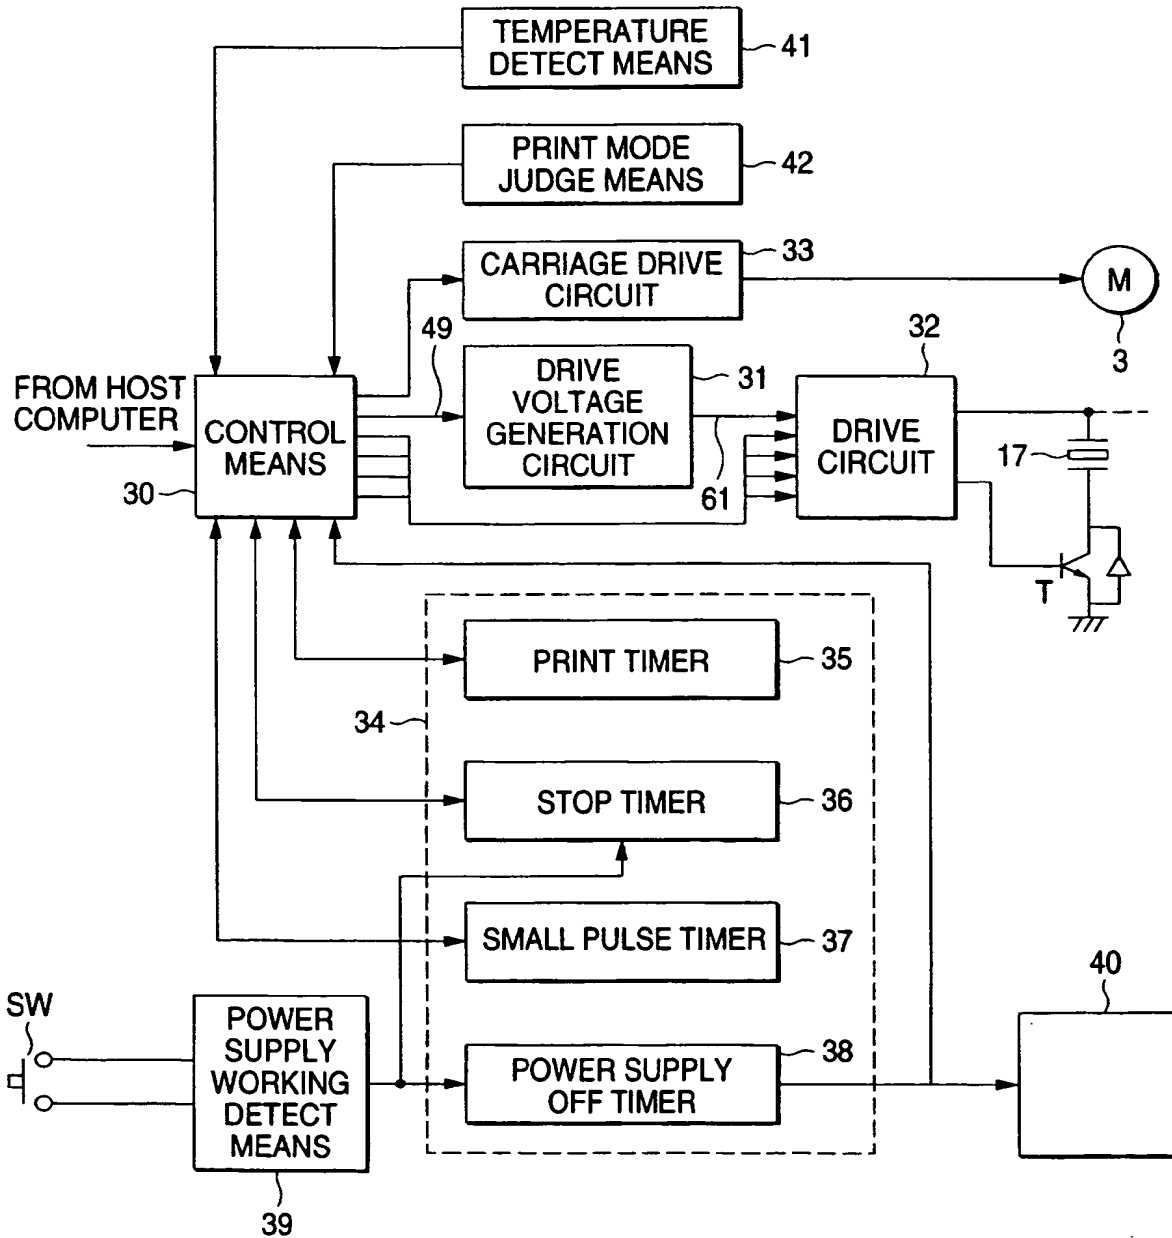 TEMPERATURE
DETECT MEANS
41
PRINT MODE
JUDGE MEANS
42
CARRIAGE DRIVE
CIRCUIT
33
M
3
FROM HOST
COMPUTER
CONTROL
MEANS
30
49
DRIVE
VOLTAGE
GENERATION
CIRCUIT
31
61
32
DRIVE
CIRCUIT
17
T
34
PRINT TIMER
35
STOP TIMER
36
SMALL PULSE TIMER
37
POWER SUPPLY
OFF TIMER
38
SW
POWER
SUPPLY
WORKING
DETECT
MEANS
39
40